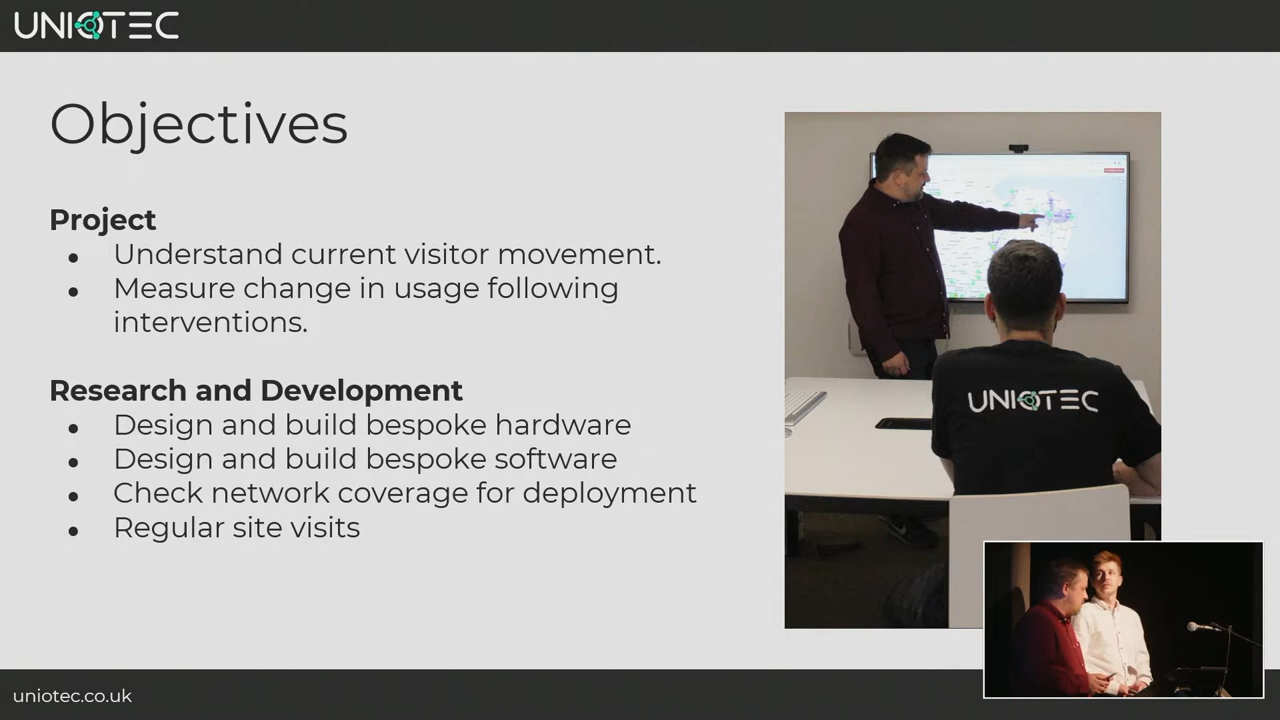 UNIOTEC
Objectives
Project
● Understand current visitor movement.
● Measure change in usage following
interventions.
Research and Development
● Design and build bespoke hardware
● Design and build bespoke software
● Check network coverage for deployment
● Regular site visits
UNIOTEC
uniotec.co.uk